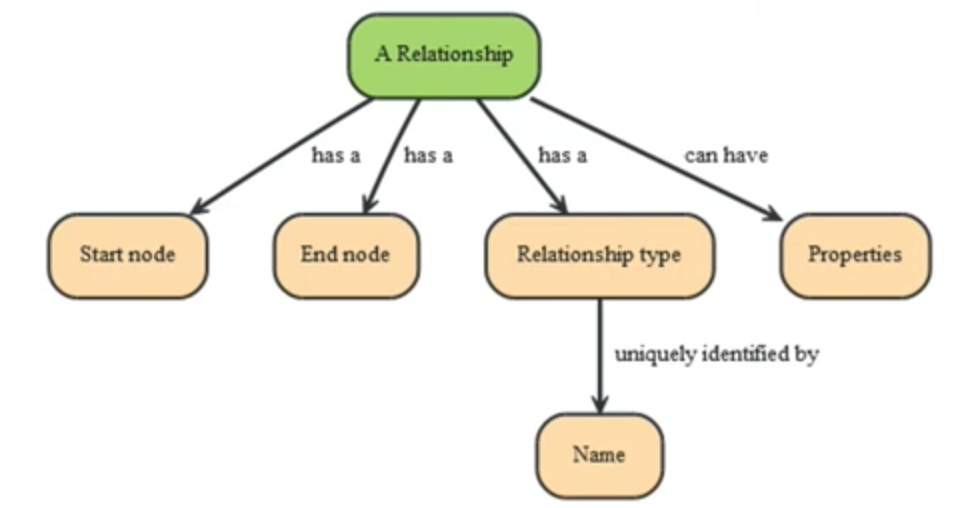 A Relationship
has a
has a
has a
can have
Start node
End node
Relationship type
Properties
uniquely identified by
Name